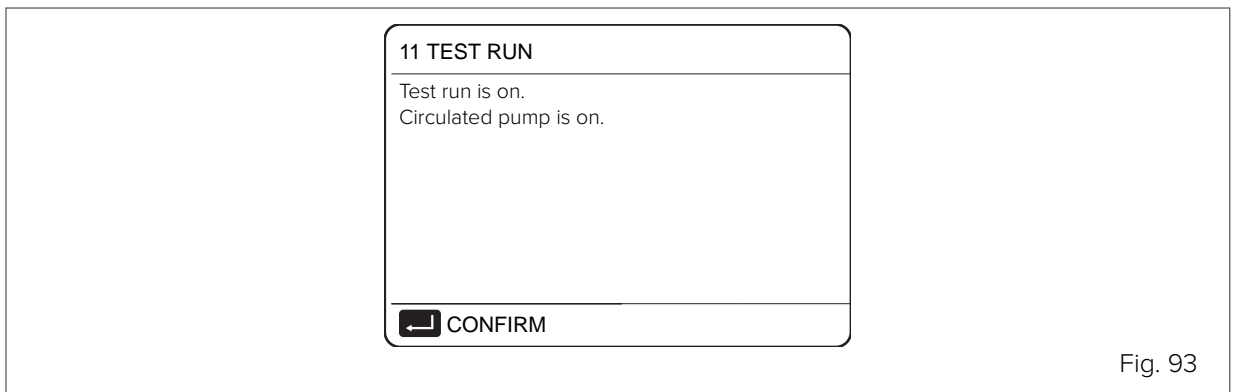 11 TEST RUN
Test run is on.
Circulated pump is on.
CONFIRM
Fig. 93